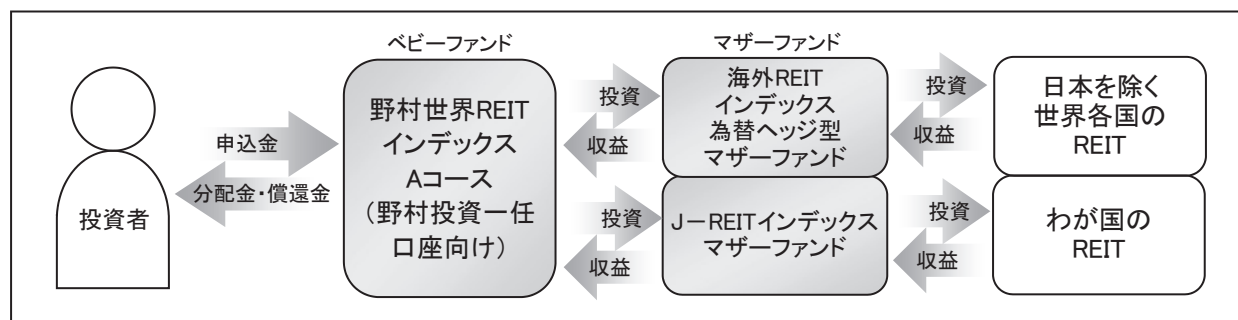 ベビーファンド
マザーファンド
投資者
申込金
分配金・償還金
野村世界REIT
インデックス
Aコース
(野村投資一任
口座向け)
投資
収益
投資
収益
海外REIT
インデックス
為替ヘッジ型
マザーファンド
J-REITインデックス
マザーファンド
投資
収益
投資
収益
日本を除く
世界各国の
REIT
わが国の
REIT